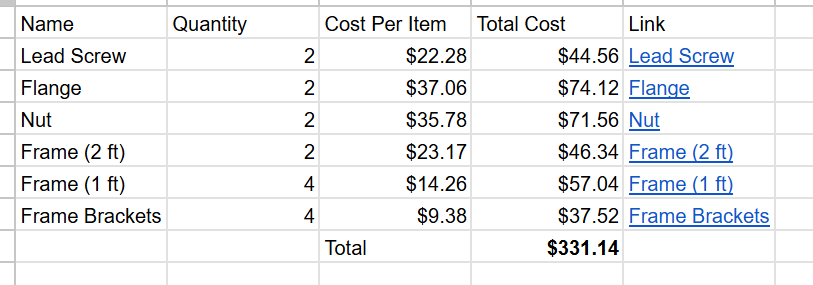 Name Quantity Cost Per Item Total Cost Link
Lead Screw 2 $22.28 $44.56 Lead Screw
Flange 2 $37.06 $74.12 Flange
Nut 2 $35.78 $71.56 Nut
Frame (2 ft) 2 $23.17 $46.34 Frame (2 ft)
Frame (1 ft) 4 $14.26 $57.04 Frame (1 ft)
Frame Brackets 4 $9.38 $37.52 Frame Brackets
Total $331.14